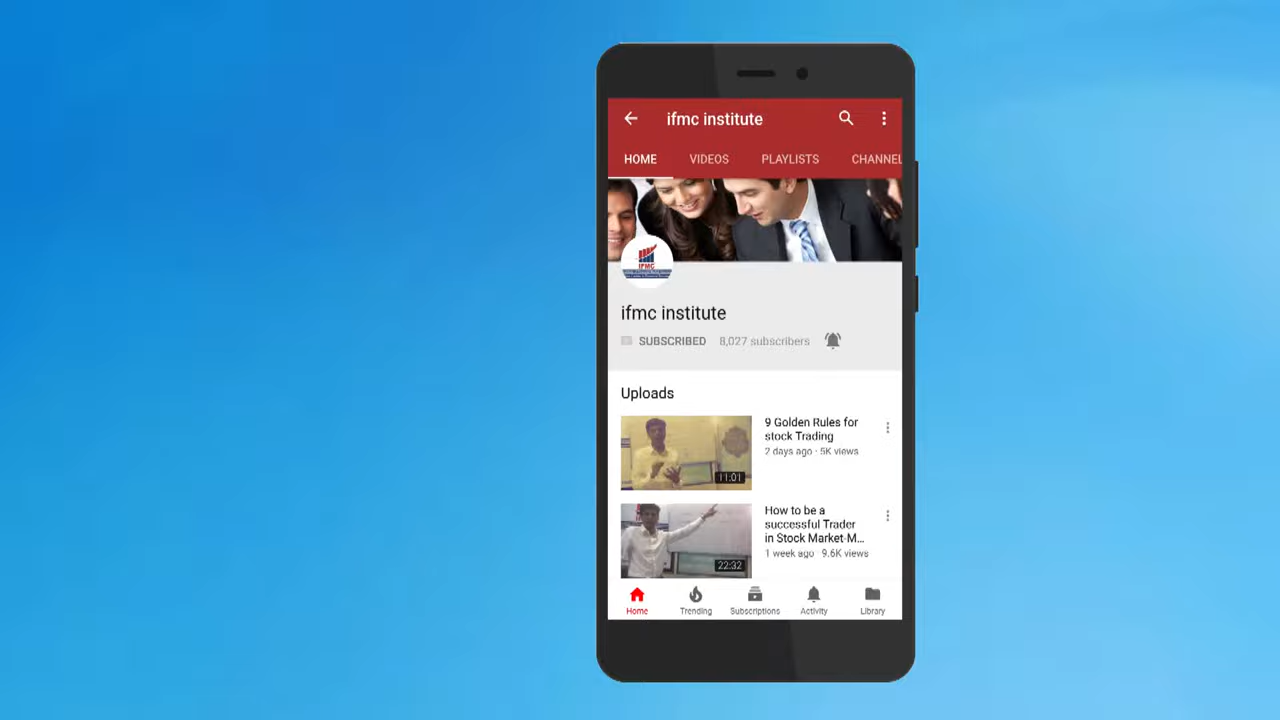 ifmc institute
HOME VIDEOS PLAYLISTS CHANNEL
IFMC
ifmc institute
SUBSCRIBED 8,027 subscribers
Uploads
9 Golden Rules for
stock Trading
2 days ago · 5K views
11:01
How to be a
successful Trader
in Stock Market-M...
1 week ago · 9.6K views
22:32
Home Trending Subscriptions Activity Library